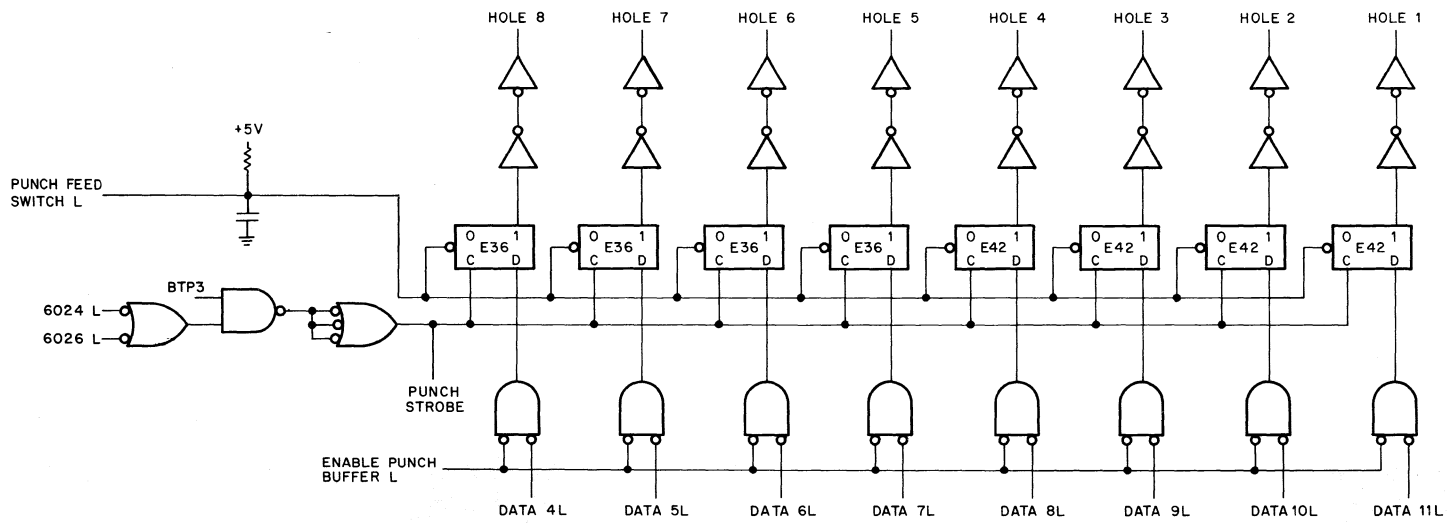 HOLE 8 HOLE 7 HOLE 6 HOLE 5 HOLE 4 HOLE 3 HOLE 2 HOLE 1
+5V
PUNCH FEED
SWITCH L
0 1 0 1 0 1 0 1 0 1 0 1 0 1 0 1
E36 E36 E36 E36 E42 E42 E42 E42
C D C D C D C D C D C D C D C D
BTP3
6024 L
6026 L
PUNCH
STROBE
ENABLE PUNCH
BUFFER L
DATA 4L DATA 5L DATA 6L DATA 7L DATA 8L DATA 9L DATA 10L DATA 11L